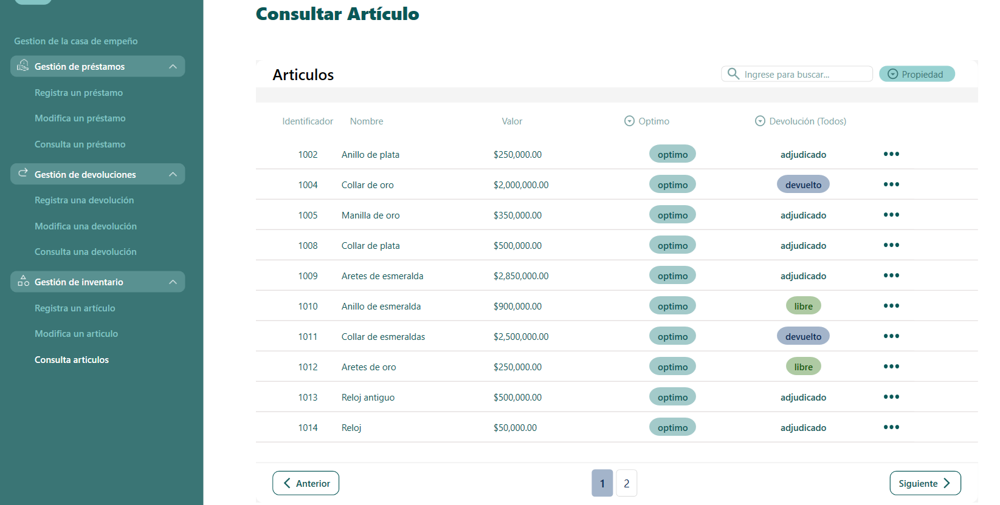 Gestion de la casa de empeño
Gestión de préstamos
Registra un préstamo
Modifica un préstamo
Consulta un préstamo
Gestión de devoluciones
Registra una devolución
Modifica una devolución
Consulta una devolución
Gestión de inventario
Registra un artículo
Modifica un articulo
Consulta articulos
Consultar Artículo
Articulos
Ingrese para buscar... Propiedad
Identificador Nombre Valor Optimo Devolución (Todos)
1002 Anillo de plata $250,000.00 optimo adjudicado
1004 Collar de oro $2,000,000.00 optimo devuelto
1005 Manilla de oro $350,000.00 optimo adjudicado
1008 Collar de plata $500,000.00 optimo adjudicado
1009 Aretes de esmeralda $2,850,000.00 optimo adjudicado
1010 Anillo de esmeralda $900,000.00 optimo libre
1011 Collar de esmeraldas $2,500,000.00 optimo devuelto
1012 Aretes de oro $250,000.00 optimo libre
1013 Reloj antiguo $500,000.00 optimo adjudicado
1014 Reloj $50,000.00 optimo adjudicado
Anterior 1 2 Siguiente